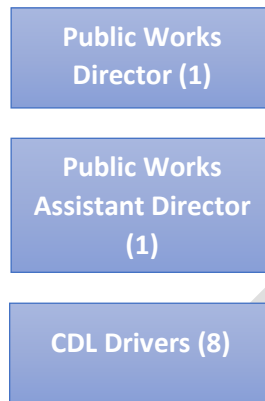 Public Works
Director (1)
Public Works
Assistant Director
(1)
CDL Drivers (8)